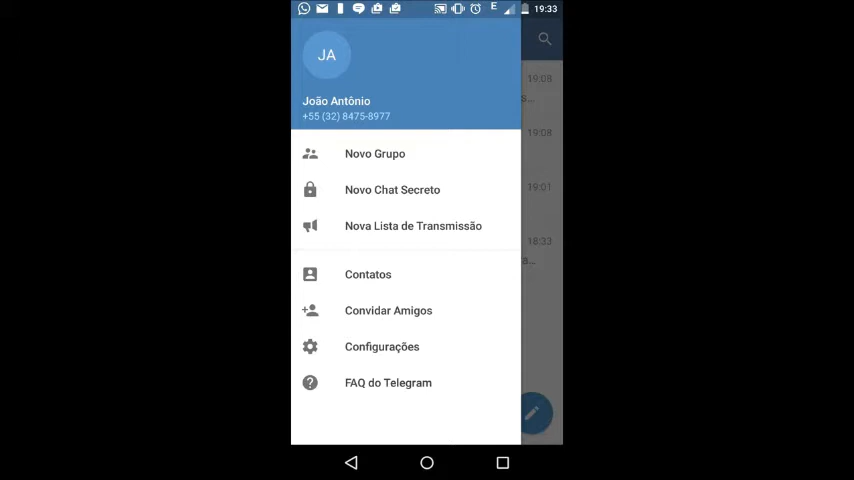 E 19:33
JA
João Antônio
+55 (32) 8475-8977
Novo Grupo
Novo Chat Secreto
Nova Lista de Transmissão
Contatos
Convidar Amigos
Configurações
FAQ do Telegram
19:08
s...
19:08
19:01
18:33
a...